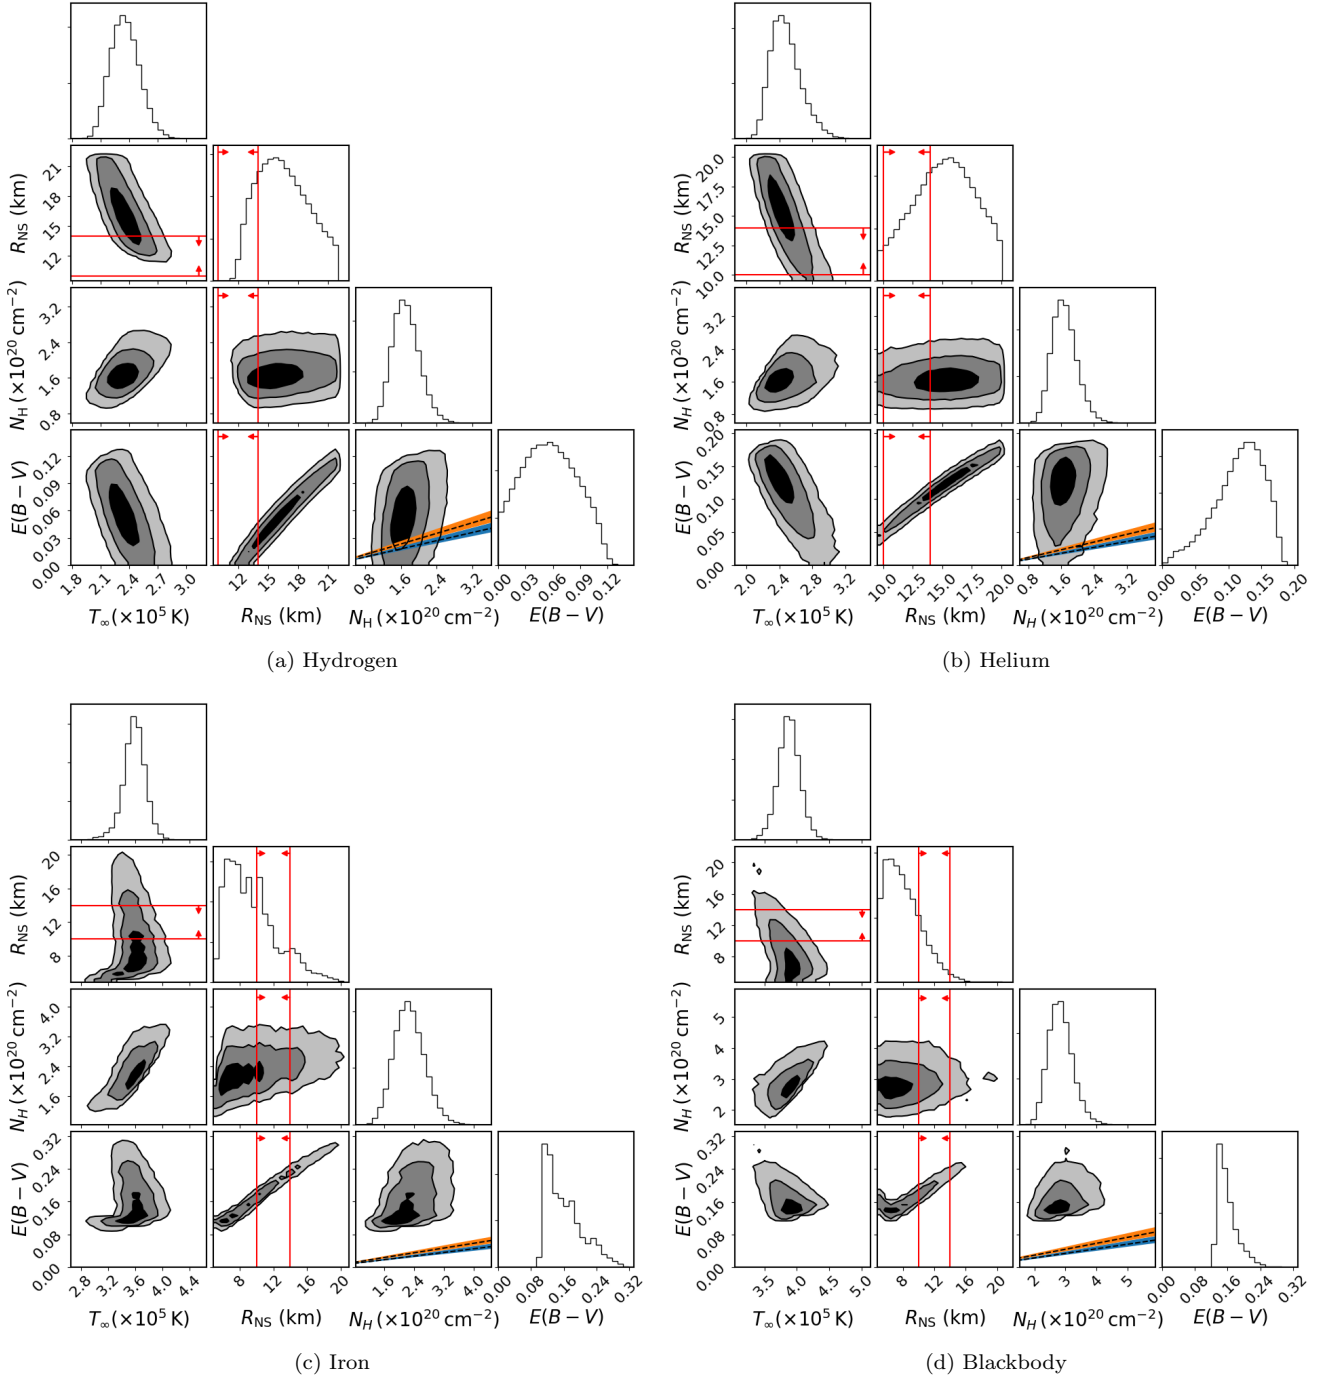 21
18
15
12
R_NS (km)
3.2
2.4
1.6
0.8
N_H (×10^20 cm^−2)
0.12
0.09
0.06
0.03
0.00
E(B − V)
1.8 2.1 2.4 2.7 3.0
12 15 18 21
0.8 1.6 2.4 3.2
0.00 0.03 0.06 0.09 0.12
T_∞(×10^5 K) R_NS (km) N_H (×10^20 cm^−2) E(B − V)
(a) Hydrogen
20.0
17.5
15.0
12.5
10.0
R_NS (km)
3.2
2.4
1.6
0.8
N_H (×10^20 cm^−2)
0.20
0.15
0.10
0.05
0.00
E(B − V)
2.0 2.4 2.8 3.2
10.0 12.5 15.0 17.5 20.0
0.8 1.6 2.4 3.2
0.00 0.05 0.10 0.15 0.20
T_∞(×10^5 K) R_NS (km) N_H (×10^20 cm^−2) E(B − V)
(b) Helium
20
16
12
8
R_NS (km)
4.0
3.2
2.4
1.6
N_H (×10^20 cm^−2)
0.32
0.24
0.16
0.08
0.00
E(B − V)
2.8 3.2 3.6 4.0 4.4
8 12 16 20
1.6 2.4 3.2 4.0
0.00 0.08 0.16 0.24 0.32
T_∞(×10^5 K) R_NS (km) N_H (×10^20 cm^−2) E(B − V)
(c) Iron
20
16
12
8
R_NS (km)
5
4
3
2
N_H (×10^20 cm^−2)
0.32
0.24
0.16
0.08
0.00
E(B − V)
3.5 4.0 4.5 5.0
8 12 16 20
2 3 4 5
0.00 0.08 0.16 0.24 0.32
T_∞(×10^5 K) R_NS (km) N_H (×10^20 cm^−2) E(B − V)
(d) Blackbody